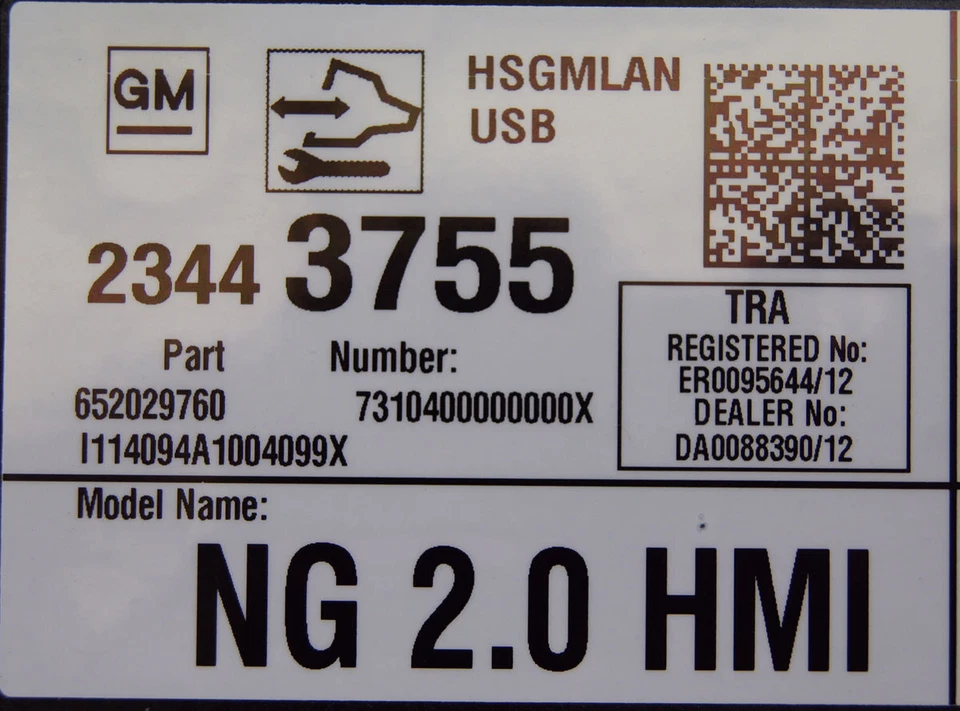 GM
HSGMLAN
USB
2344 3755
Part Number:
652029760 7310400000000X
I114094A1004099X
TRA
REGISTERED No:
ER0095644/12
DEALER No:
DA0088390/12
Model Name:
NG 2.0 HMI